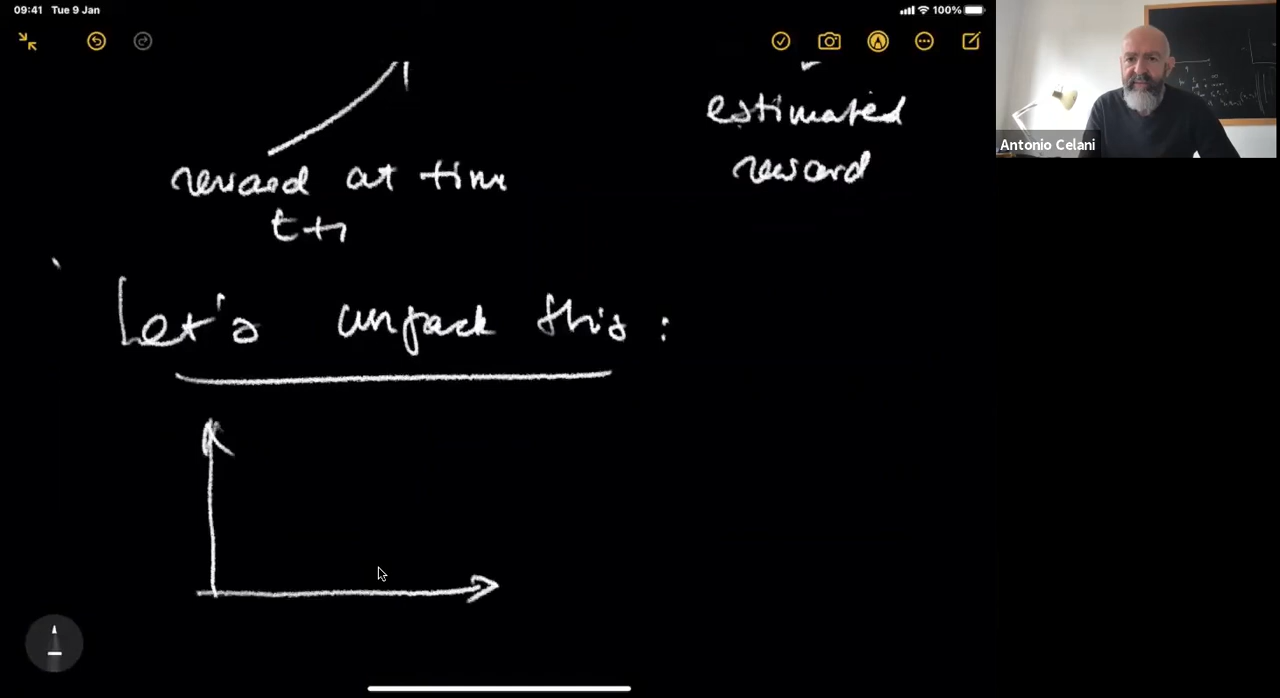 09:41 Tue 9 Jan
100%
estimated
reward
reward at time
t+1
Let's unpack this:
Antonio Celani